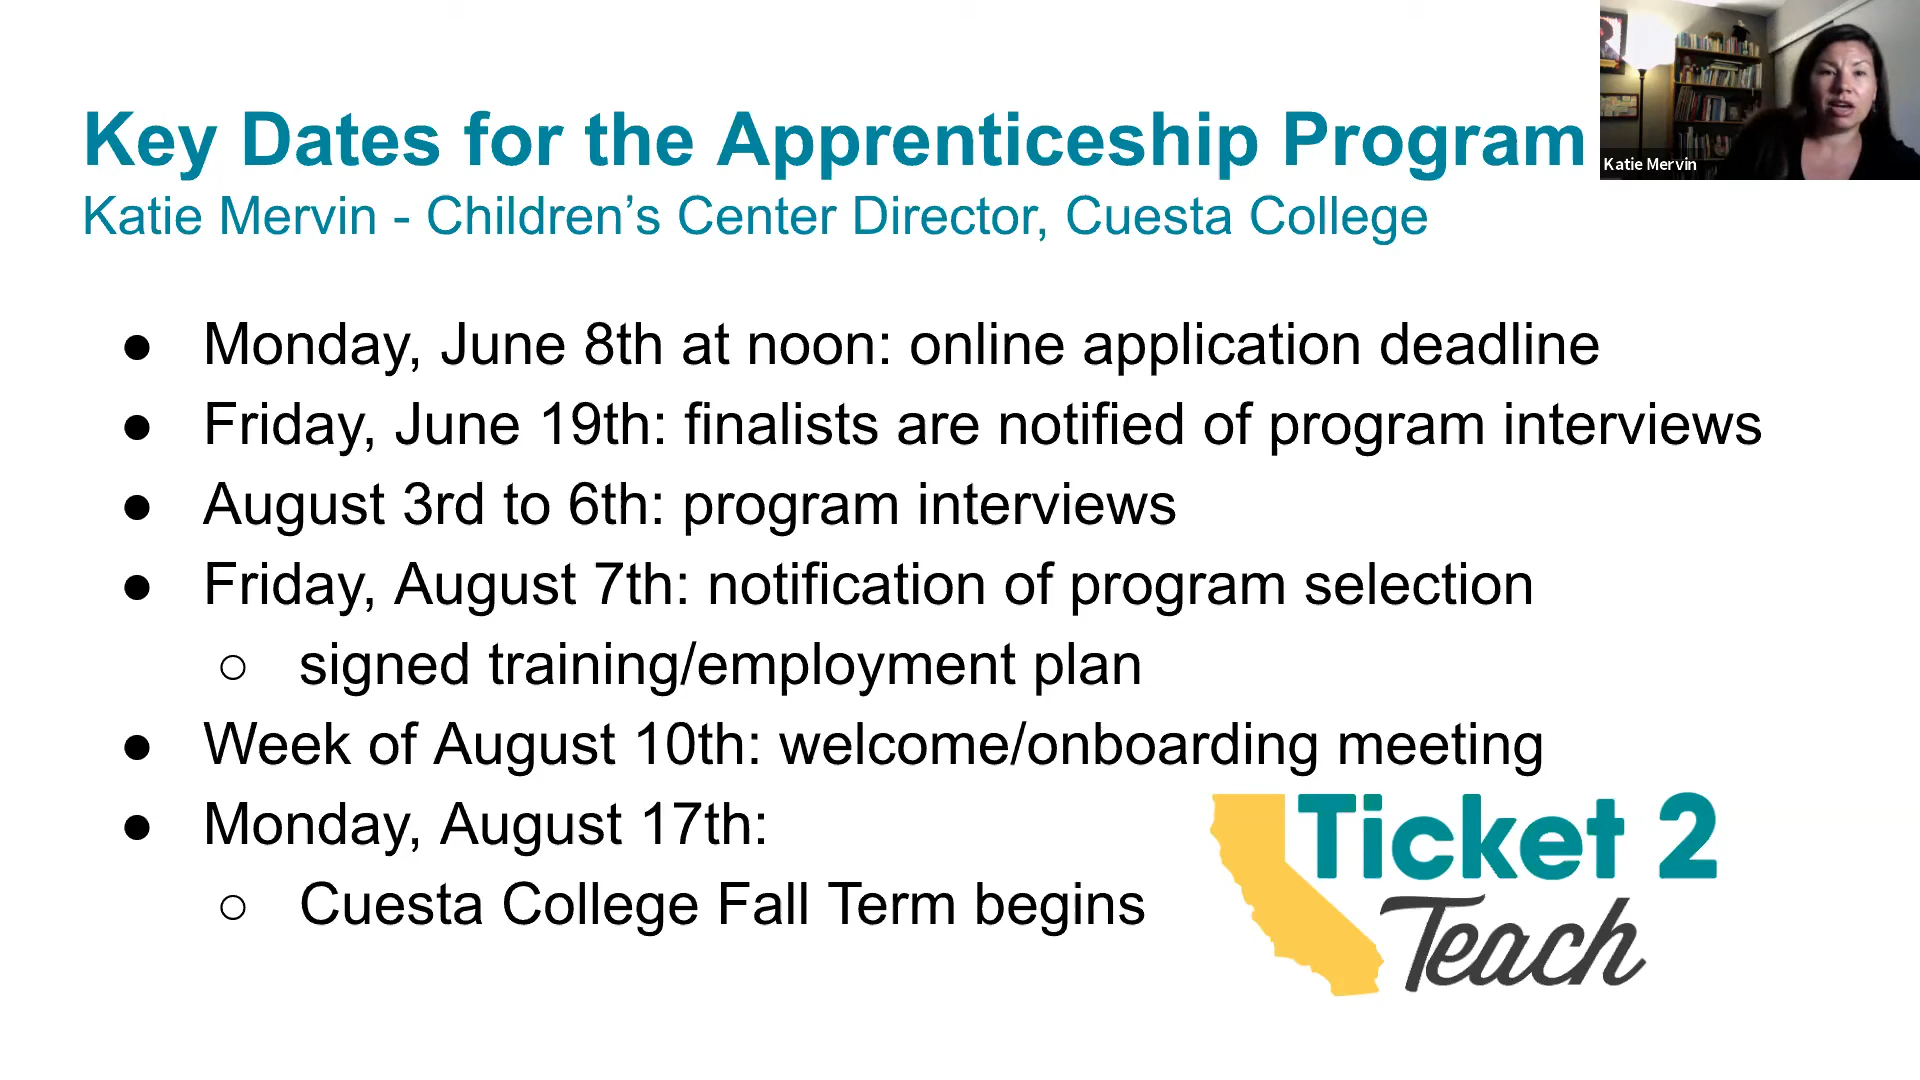 Key Dates for the Apprenticeship Program
Katie Mervin - Children’s Center Director, Cuesta College
Katie Mervin
● Monday, June 8th at noon: online application deadline
● Friday, June 19th: finalists are notified of program interviews
● August 3rd to 6th: program interviews
● Friday, August 7th: notification of program selection
○ signed training/employment plan
● Week of August 10th: welcome/onboarding meeting
● Monday, August 17th:
○ Cuesta College Fall Term begins
Ticket 2
Teach